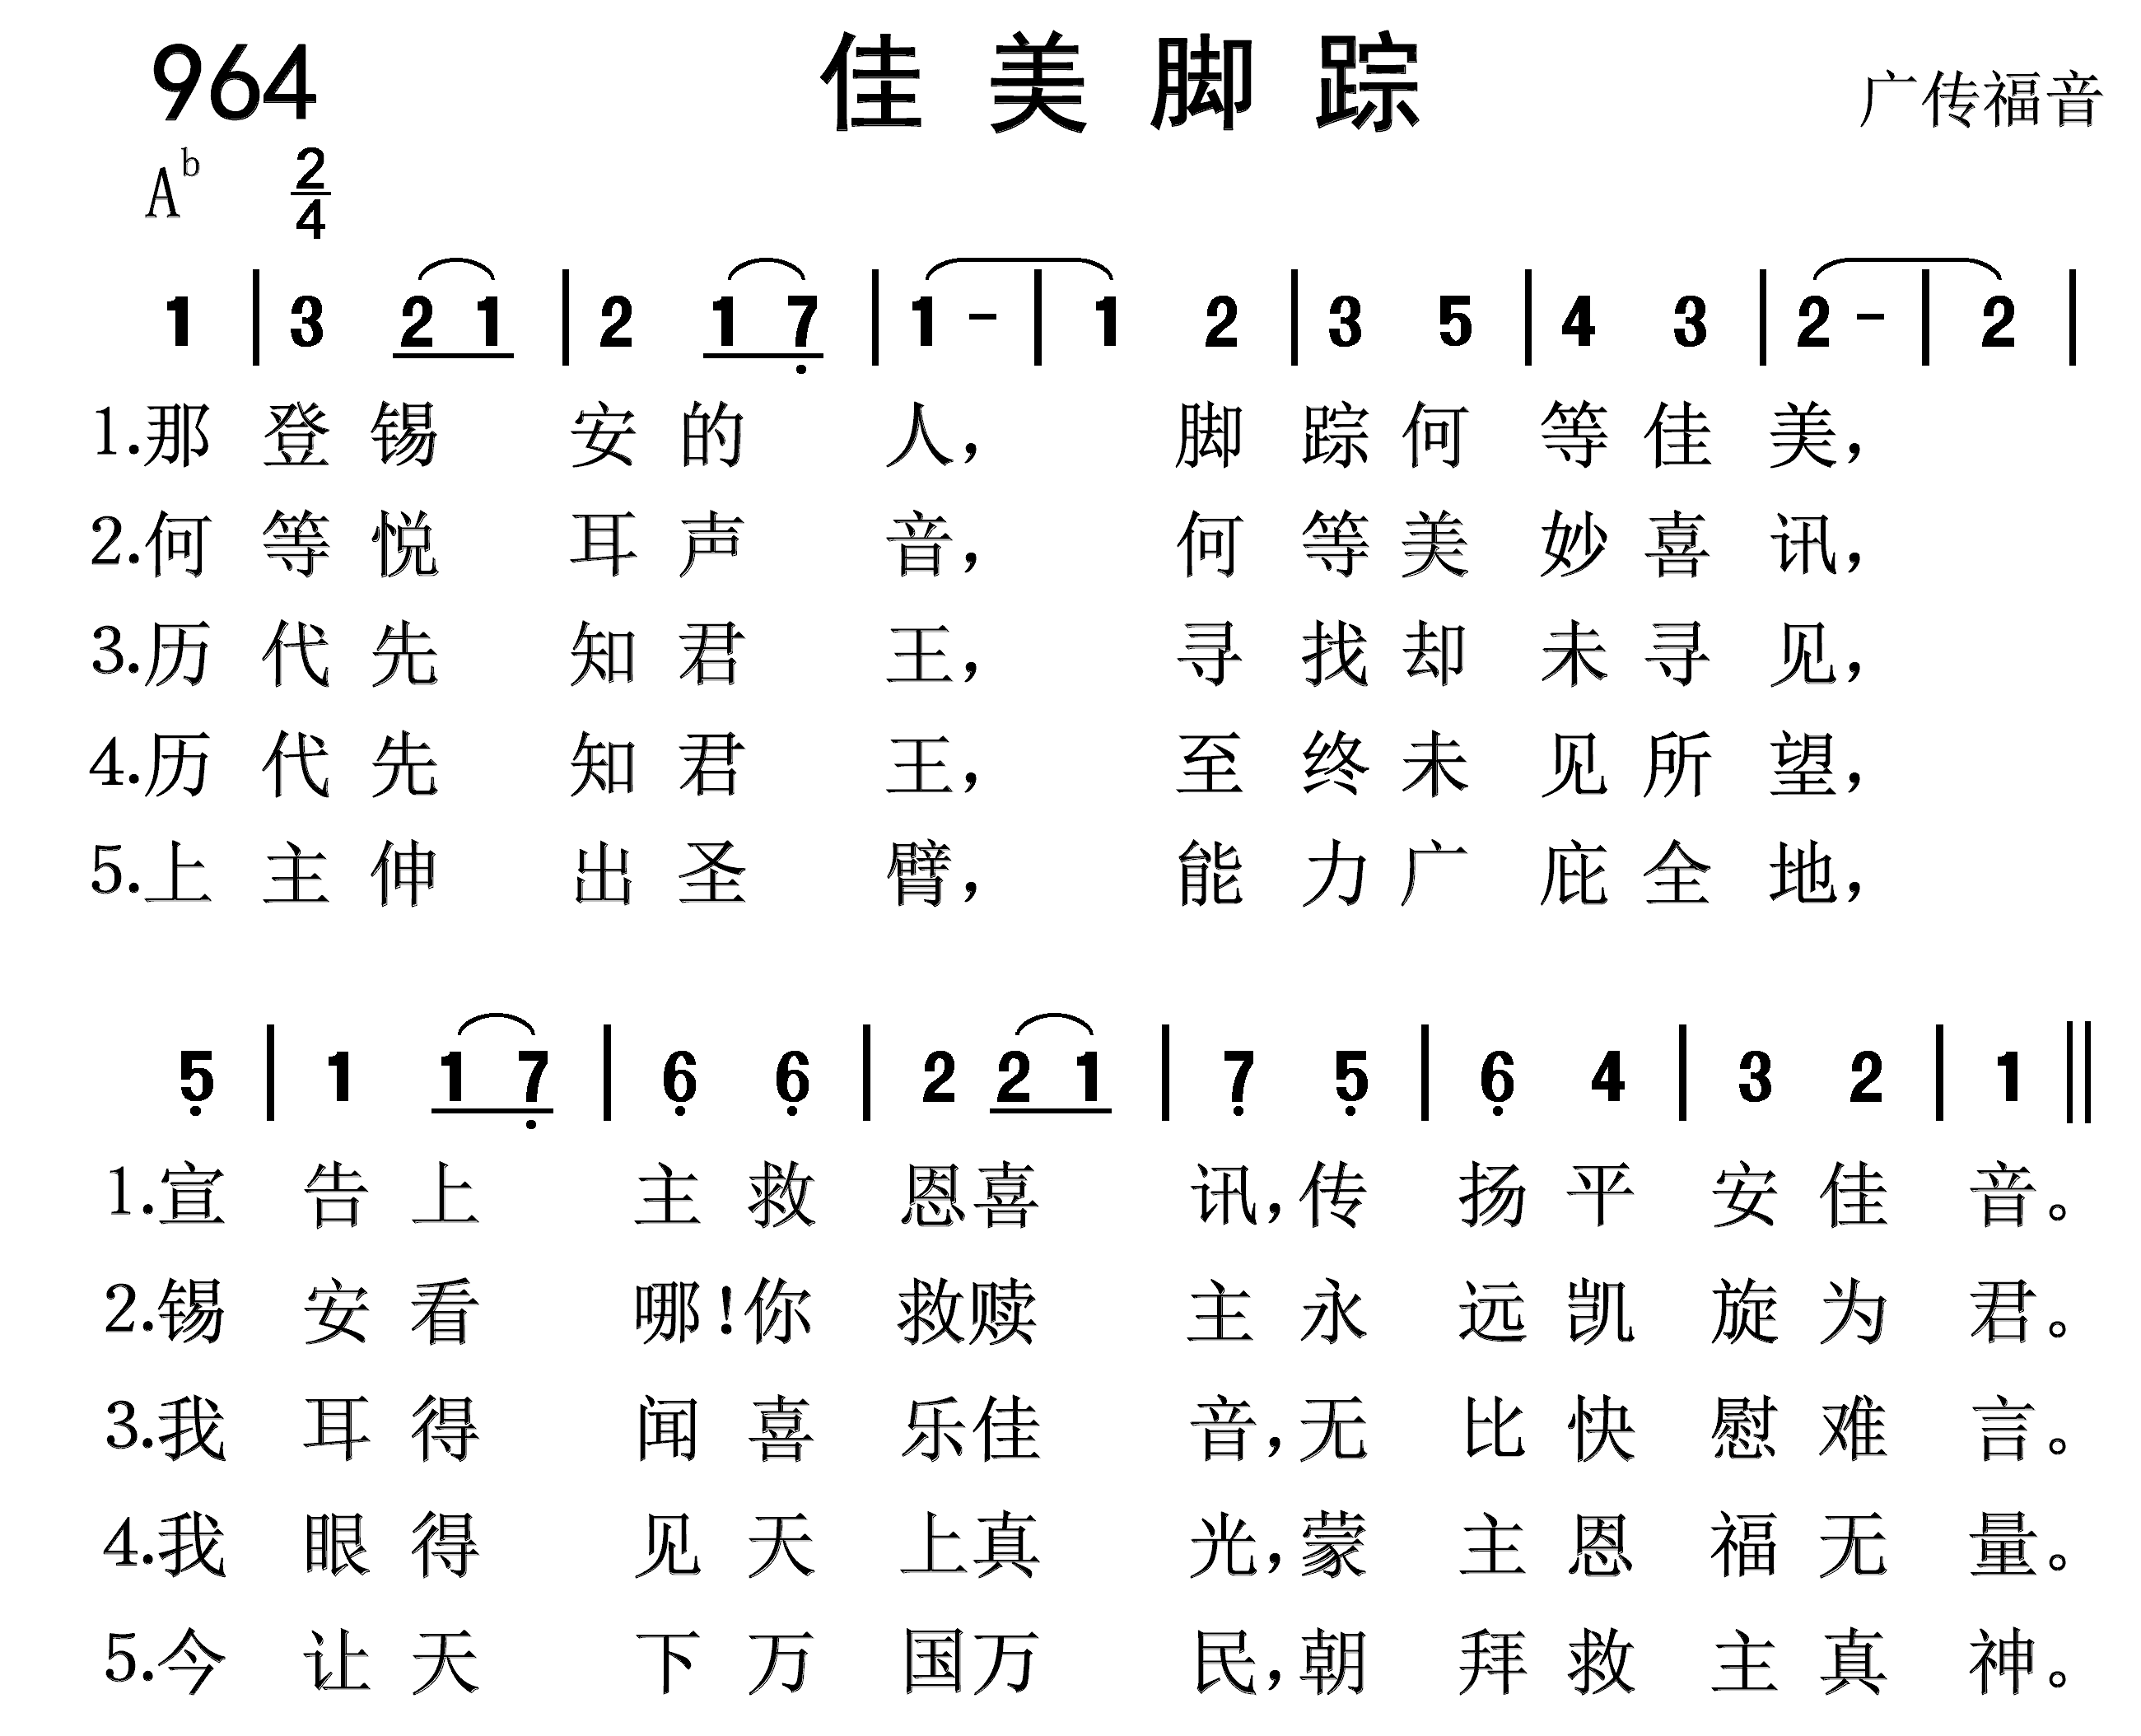 964 佳美脚踪 广传福音
A♭ 2/4
1 | 3 2 1 | 2 1 7 | 1 - | 1 2 | 3 5 | 4 3 | 2 - | 2 |
1.那登锡安的人，脚踪何等佳美，
2.何等悦耳声音，何等美妙喜讯，
3.历代先知君王，寻找却未寻见，
4.历代先知君王，至终未见所望，
5.上主伸出圣臂，能力广庇全地，
5 | 1 1 7 | 6 6 | 2 2 1 | 7 5 | 6 4 | 3 2 | 1 ||
1.宣告上主救恩喜讯，传扬平安佳音。
2.锡安看哪！你救赎主永远凯旋为君。
3.我耳得闻喜乐佳音，无比快慰难言。
4.我眼得见天上真光，蒙主恩福无量。
5.今让天下万国万民，朝拜救主真神。